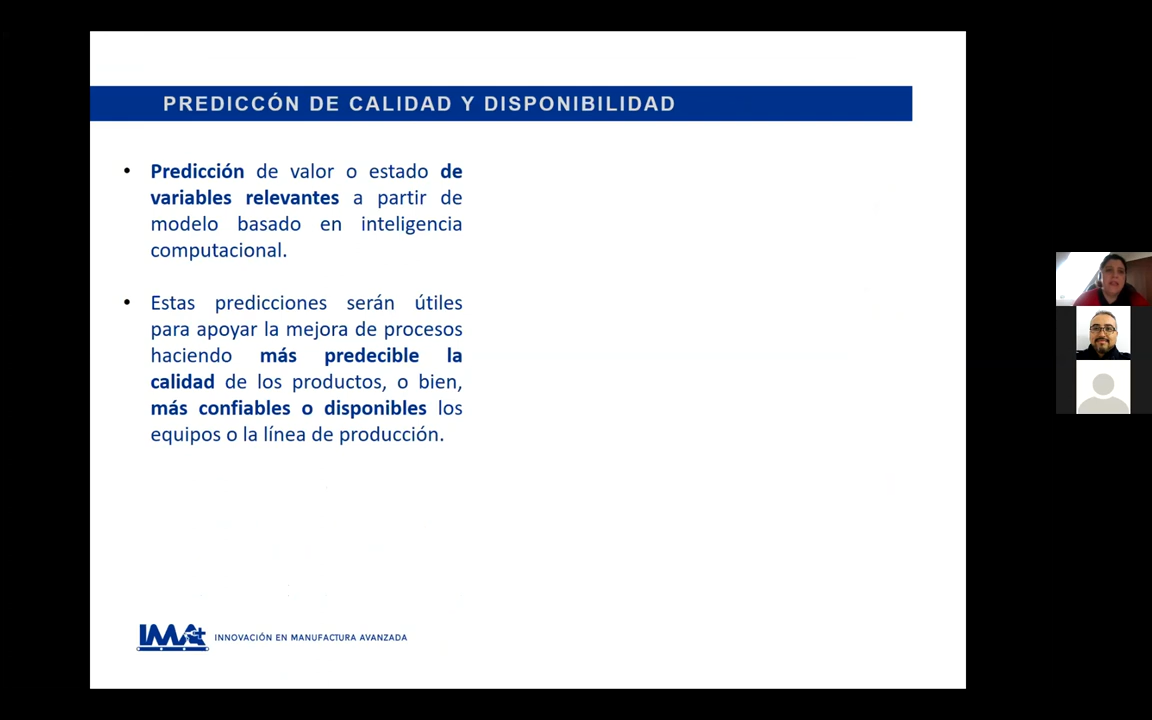 PREDICCÓN DE CALIDAD Y DISPONIBILIDAD
• Predicción de valor o estado de
variables relevantes a partir de
modelo basado en inteligencia
computacional.
• Estas predicciones serán útiles
para apoyar la mejora de procesos
haciendo más predecible la
calidad de los productos, o bien,
más confiables o disponibles los
equipos o la línea de producción.
IMA+ INNOVACIÓN EN MANUFACTURA AVANZADA